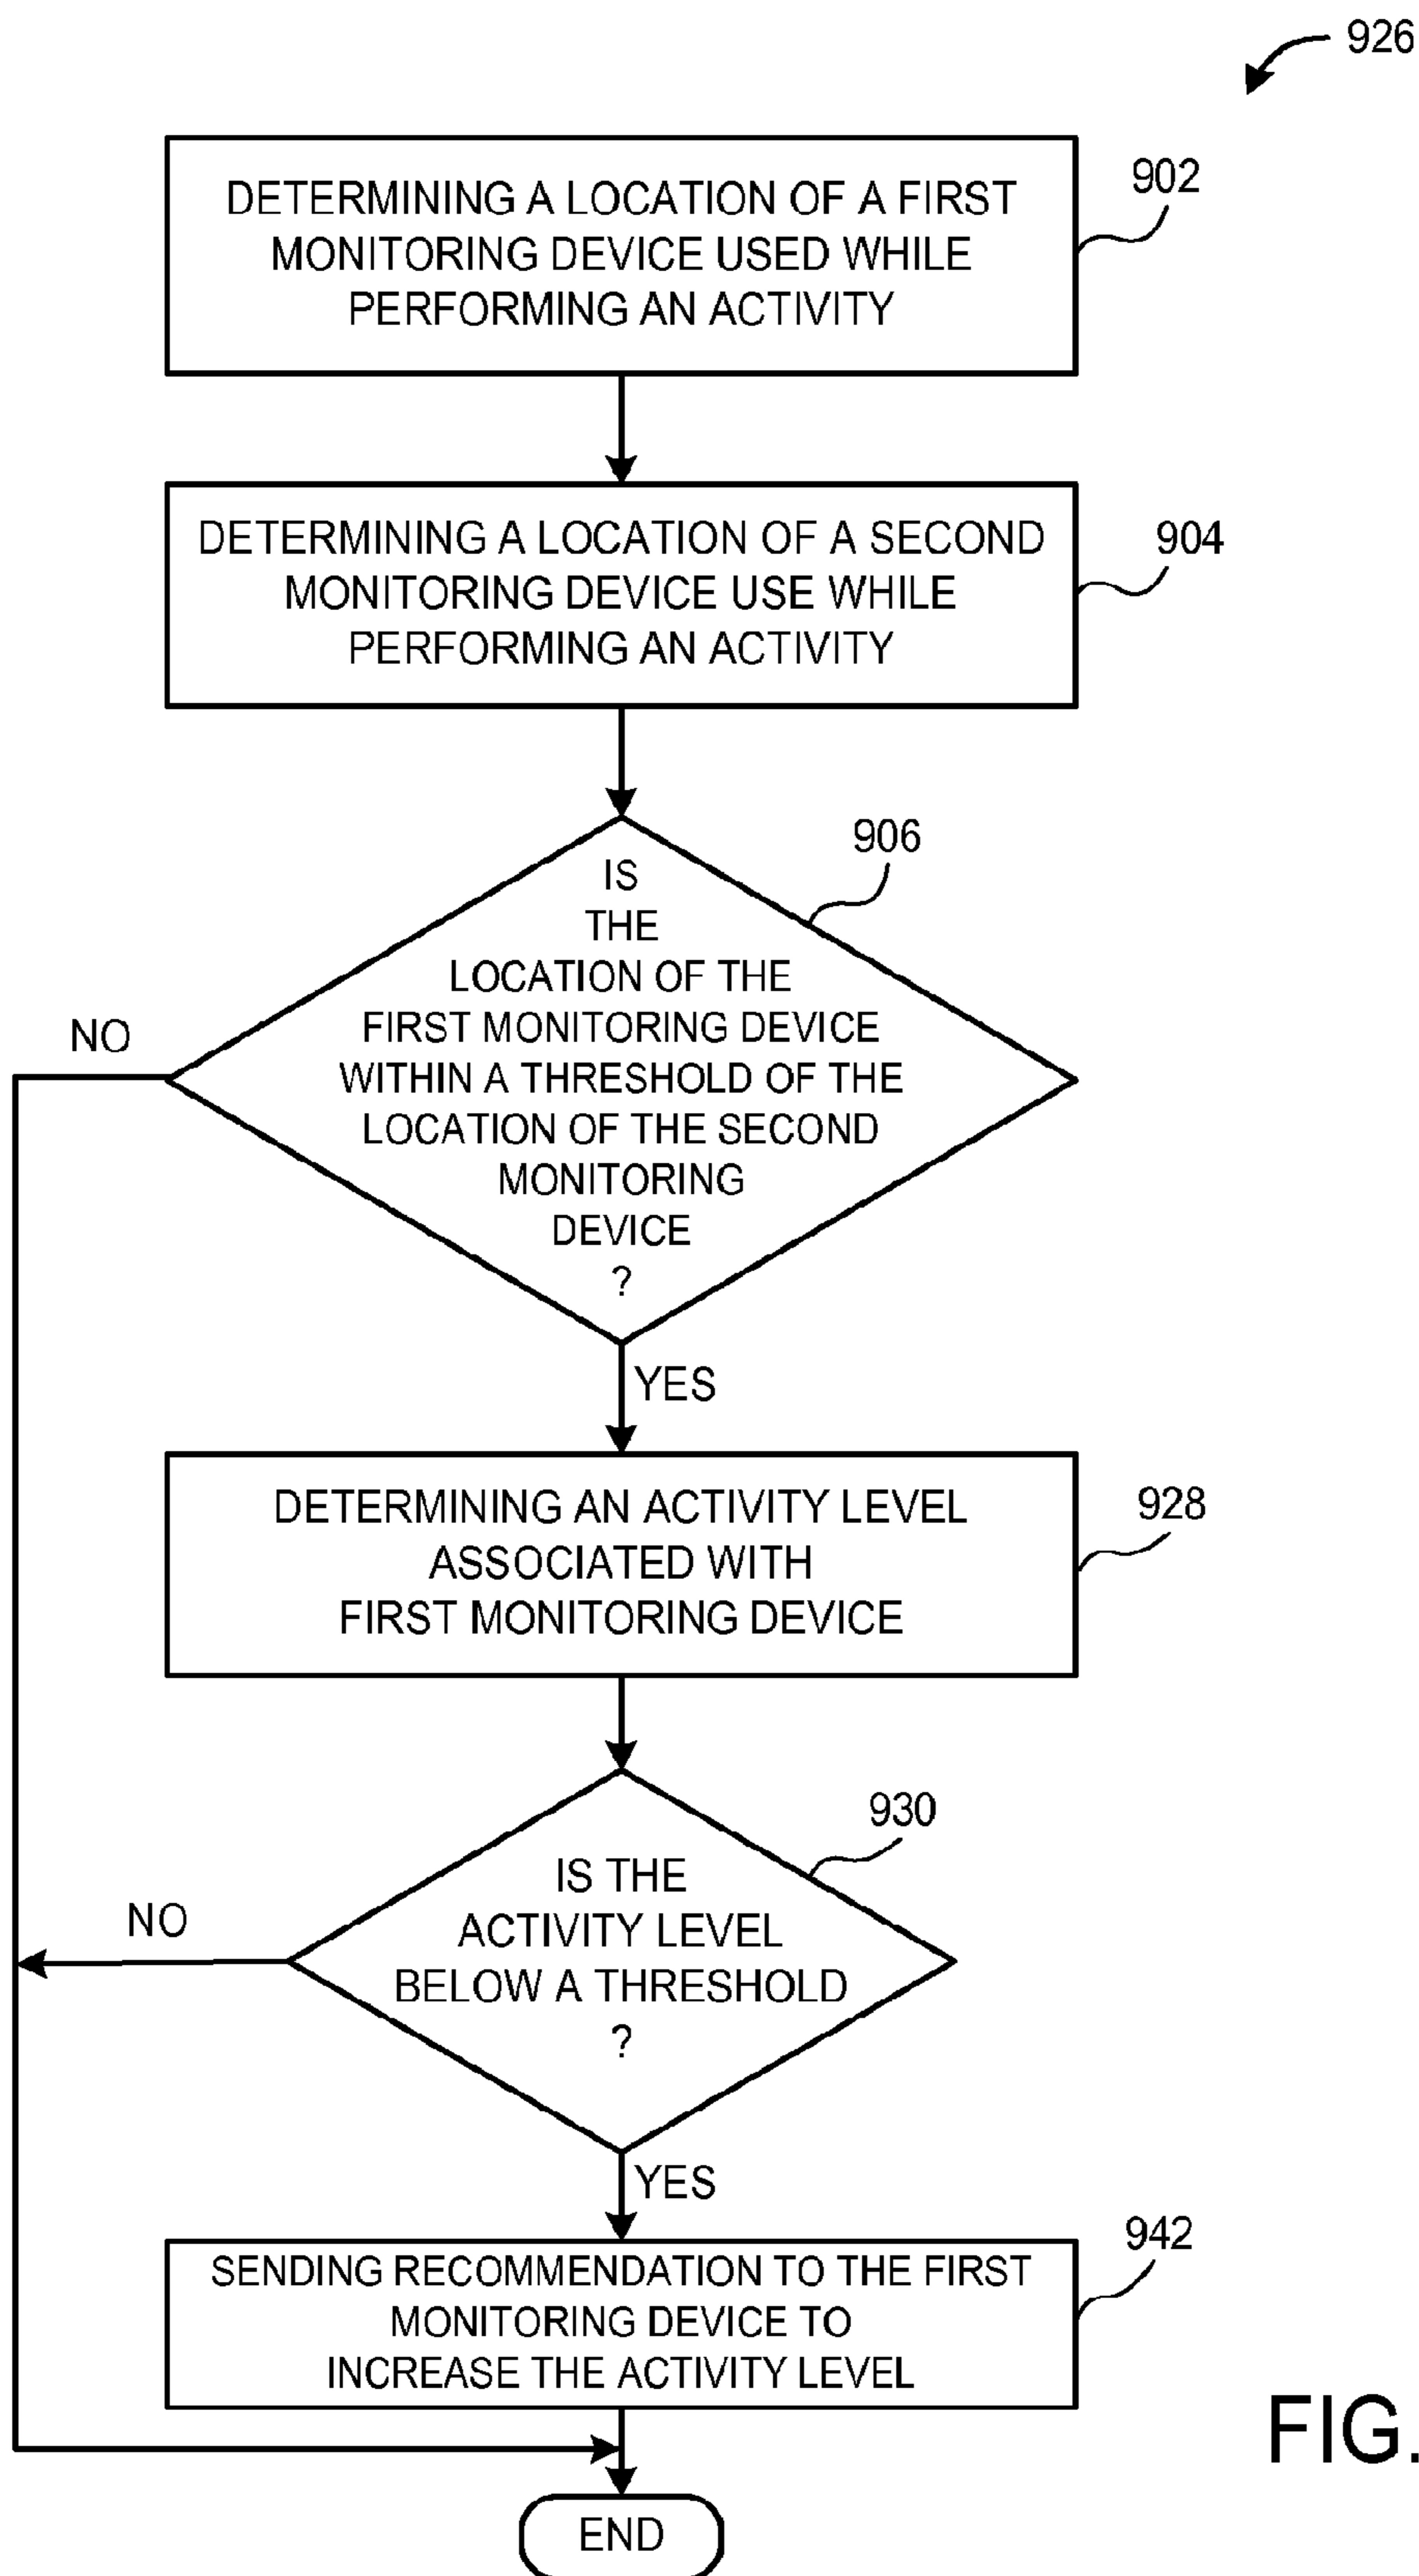 926
DETERMINING A LOCATION OF A FIRST
MONITORING DEVICE USED WHILE
PERFORMING AN ACTIVITY
902
DETERMINING A LOCATION OF A SECOND
MONITORING DEVICE USE WHILE
PERFORMING AN ACTIVITY
904
IS
THE
LOCATION OF THE
FIRST MONITORING DEVICE
WITHIN A THRESHOLD OF THE
LOCATION OF THE SECOND
MONITORING
DEVICE
?
906
NO
YES
DETERMINING AN ACTIVITY LEVEL
ASSOCIATED WITH
FIRST MONITORING DEVICE
928
IS THE
ACTIVITY LEVEL
BELOW A THRESHOLD
?
930
NO
YES
SENDING RECOMMENDATION TO THE FIRST
MONITORING DEVICE TO
INCREASE THE ACTIVITY LEVEL
942
FIG.
END